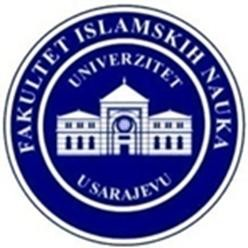 FAKULTET ISLAMSKIH NAUKA
UNIVERZITET
U SARAJEVU